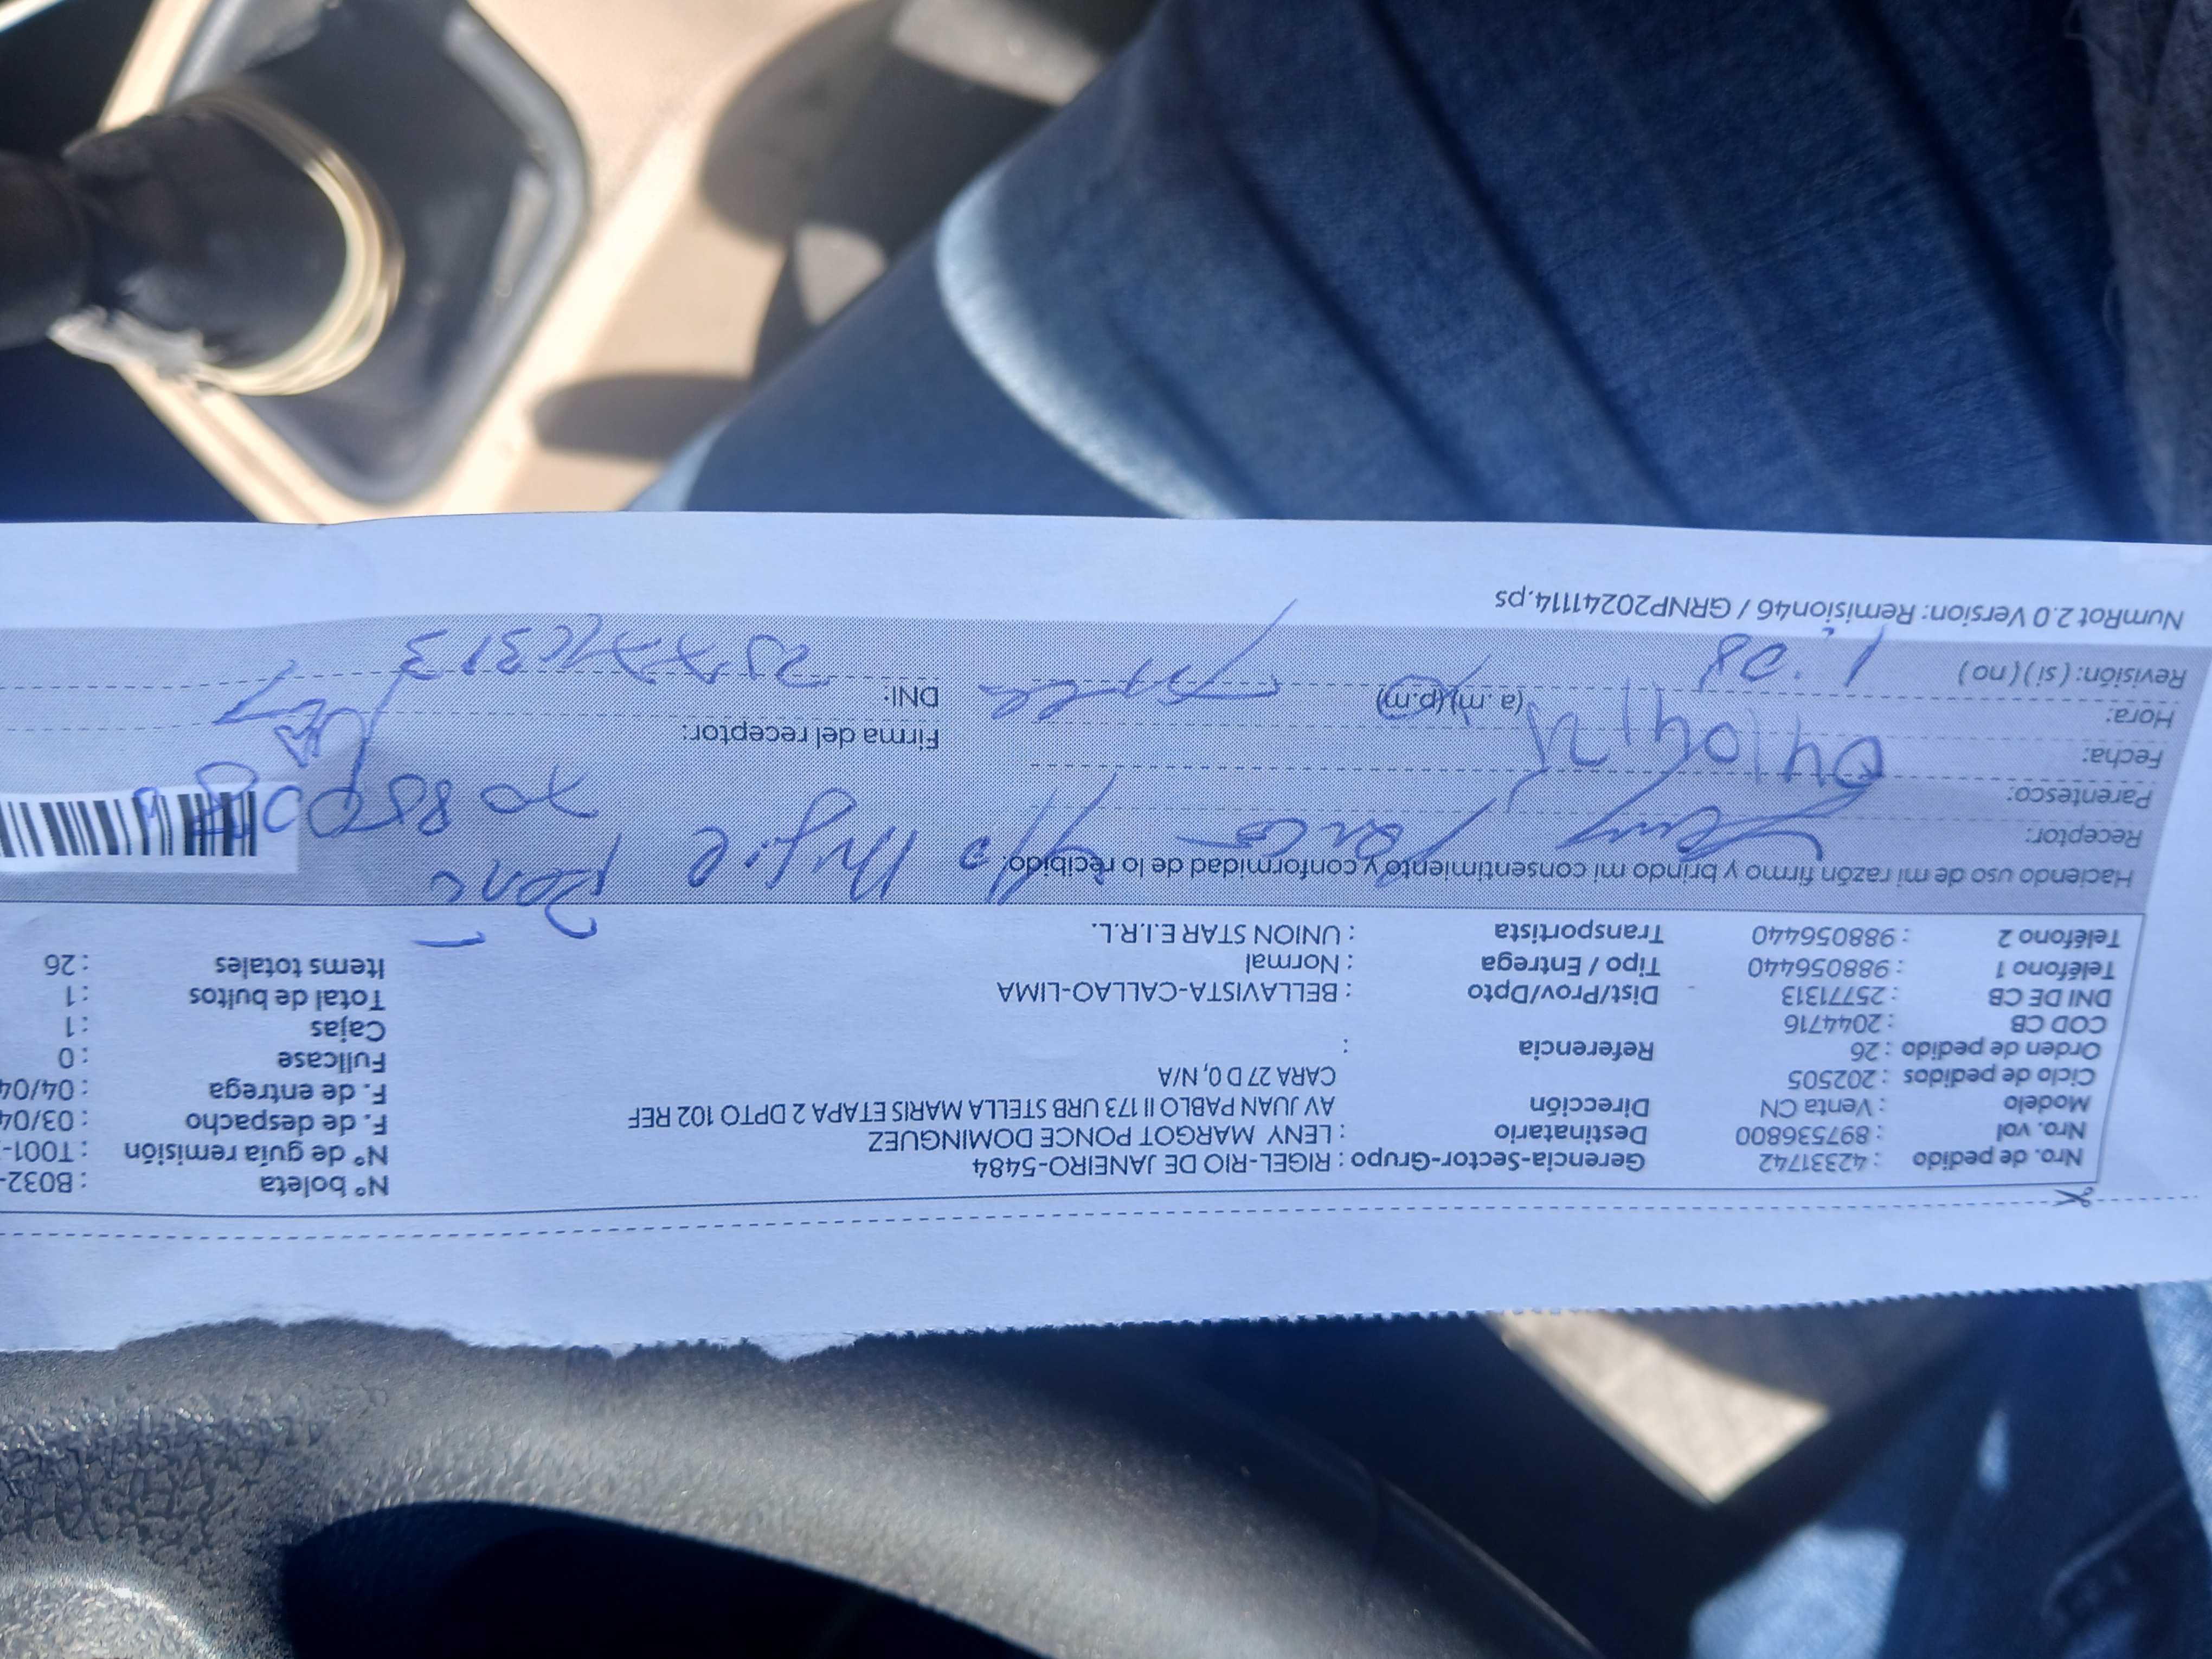 Nro. de pedido : 42331742 Gerencia-Sector-Grupo : RIGEL-RIO DE JANEIRO-5484 N° boleta : B032-
Nro. vol : 897536800 Destinatario : LENY MARGOT PONCE DOMINGUEZ N° de guía remisión : T001-
Modelo : Venta CN Dirección AV JUAN PABLO II 173 URB STELLA MARIS ETAPA 2 DPTO 102 REF F. de despacho : 03/04
Ciclo de pedidos : 202505 CARA 27 D 0, N/A F. de entrega : 04/04
Orden de pedido : 26 Referencia : Fullcase : 0
COD CB : 2044716 Cajas : 1
DNI DE CB : 25771313 Dist/Prov/Dpto : BELLAVISTA-CALLAO-LIMA Total de bultos : 1
Teléfono 1 : 988056440 Tipo / Entrega : Normal Items totales : 26
Teléfono 2 : 988056440 Transportista : UNION STAR E.I.R.L.
Haciendo uso de mi razón firmo y brindo mi consentimiento y conformidad de lo recibido.
Receptor: Leny
Parentesco:
Fecha: 04/04/25 Firma del receptor:
Hora: 1:28 (a.m)(p.m) DNI:
Revisión: ( si ) ( no )
NumRot 2.0 Version: Remision46 / GRNP20241114.ps